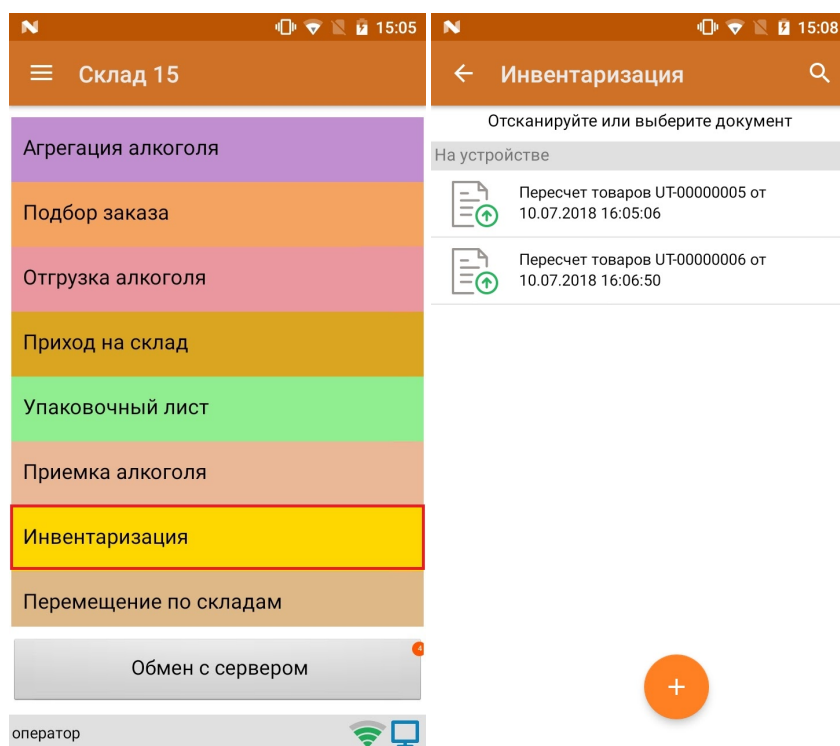 15:05
Склад 15
Агрегация алкоголя
Подбор заказа
Отгрузка алкоголя
Приход на склад
Упаковочный лист
Приемка алкоголя
Инвентаризация
Перемещение по складам
Обмен с сервером
4
оператор
15:08
Инвентаризация
Отсканируйте или выберите документ
На устройстве
Пересчет товаров UT-00000005 от
10.07.2018 16:05:06
Пересчет товаров UT-00000006 от
10.07.2018 16:06:50
+